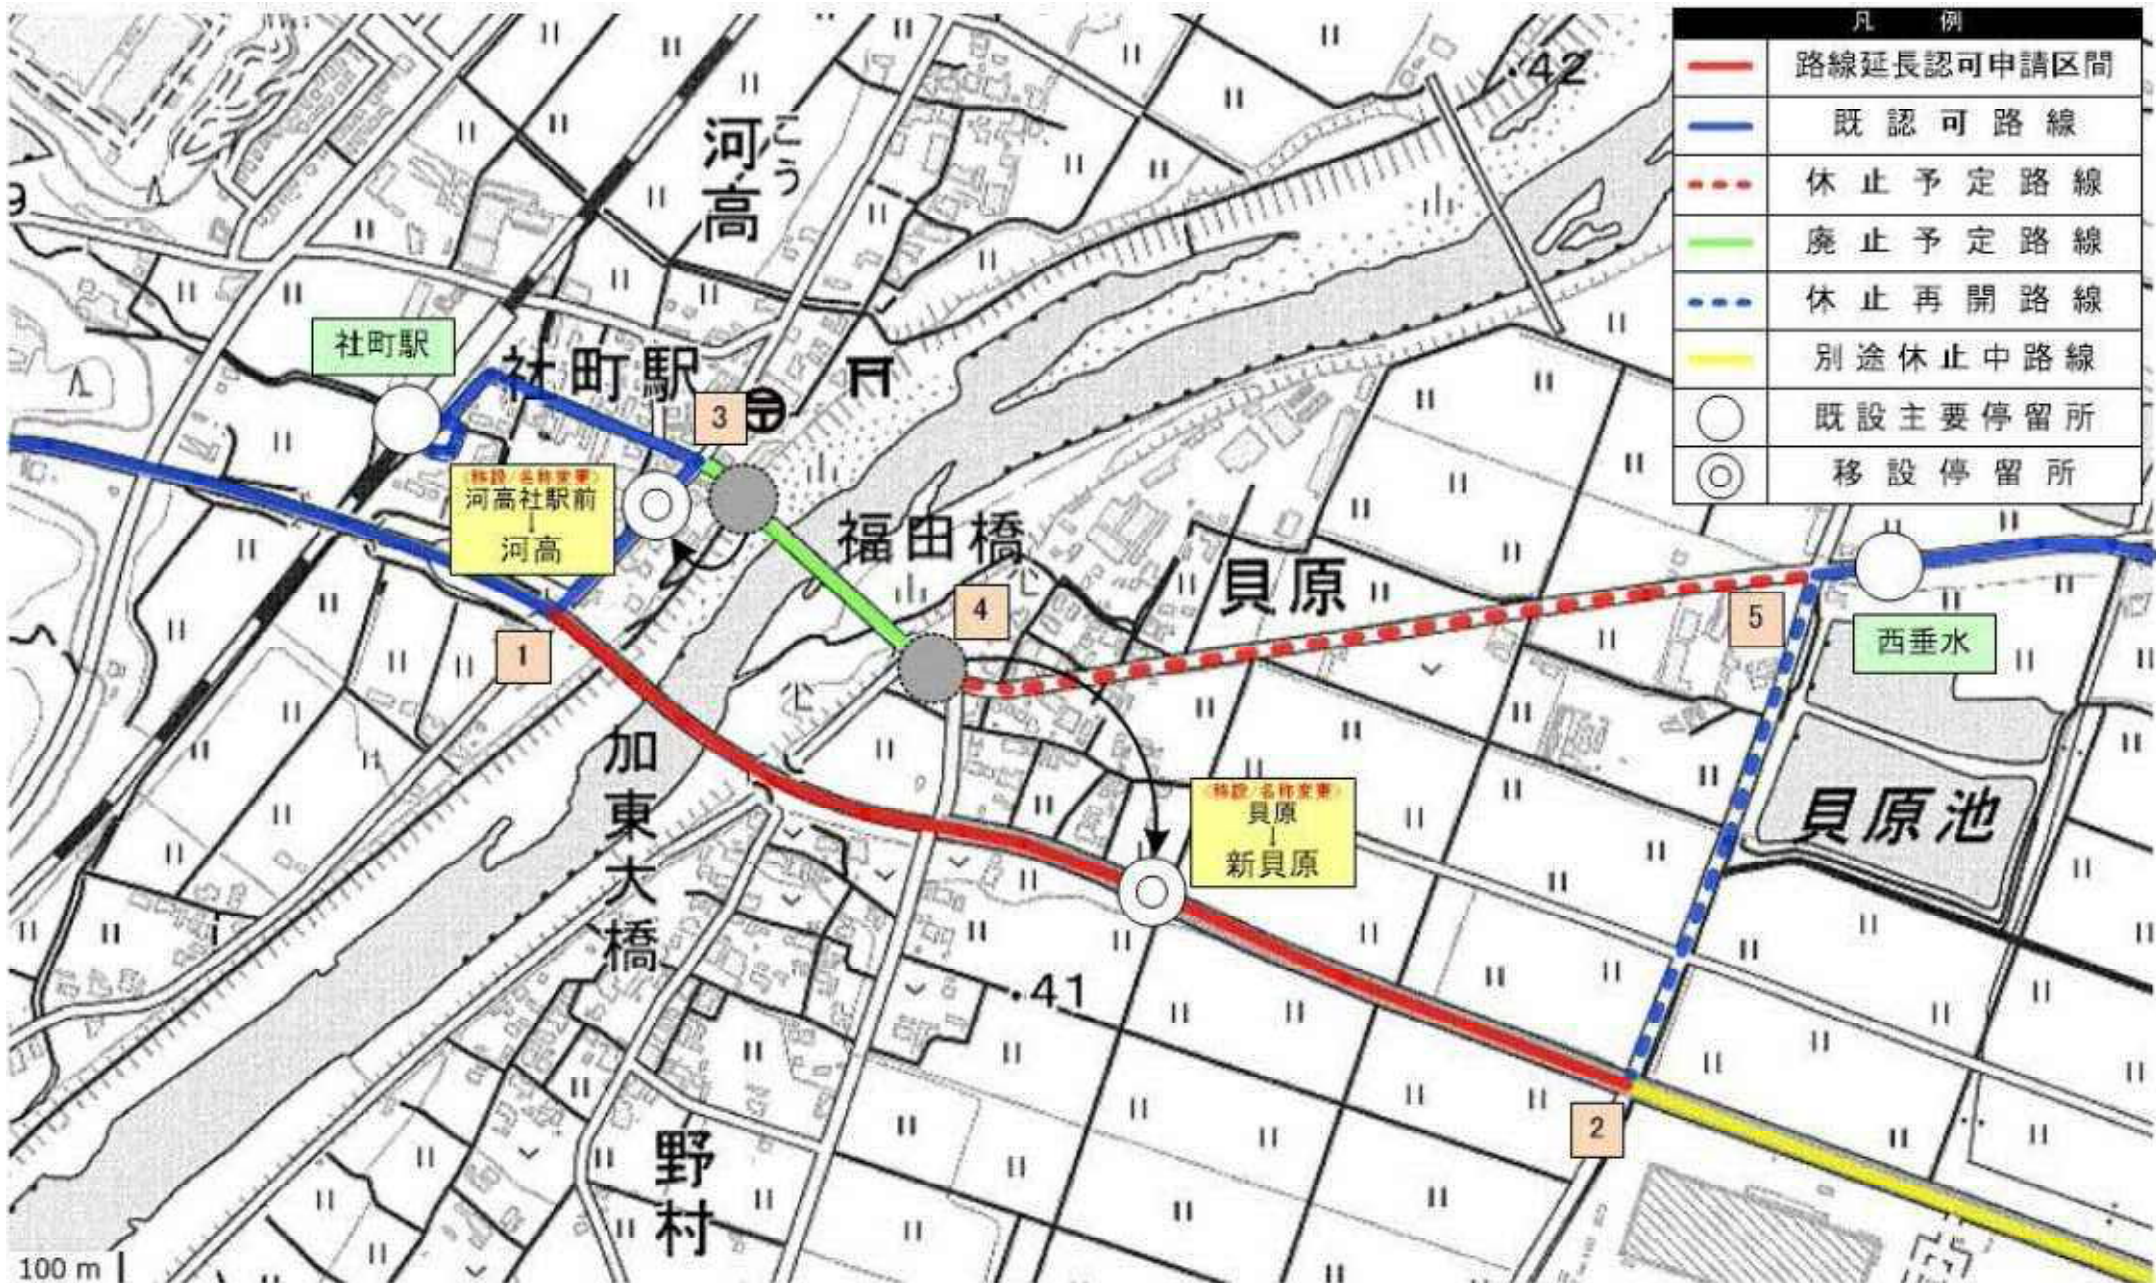 凡 例
路線延長認可申請区間
既認可路線
休止予定路線
廃止予定路線
休止再開路線
別途休止中路線
既設主要停留所
移設停留所
・42
河高
こう
9
社町駅
社町駅
3
〈移設/名称変更〉
河高社駅前
↓
河高
福田橋
貝原
4
5
西垂水
1
加東大橋
〈移設/名称変更〉
貝原
↓
新貝原
貝原池
・41
2
野村
100 m